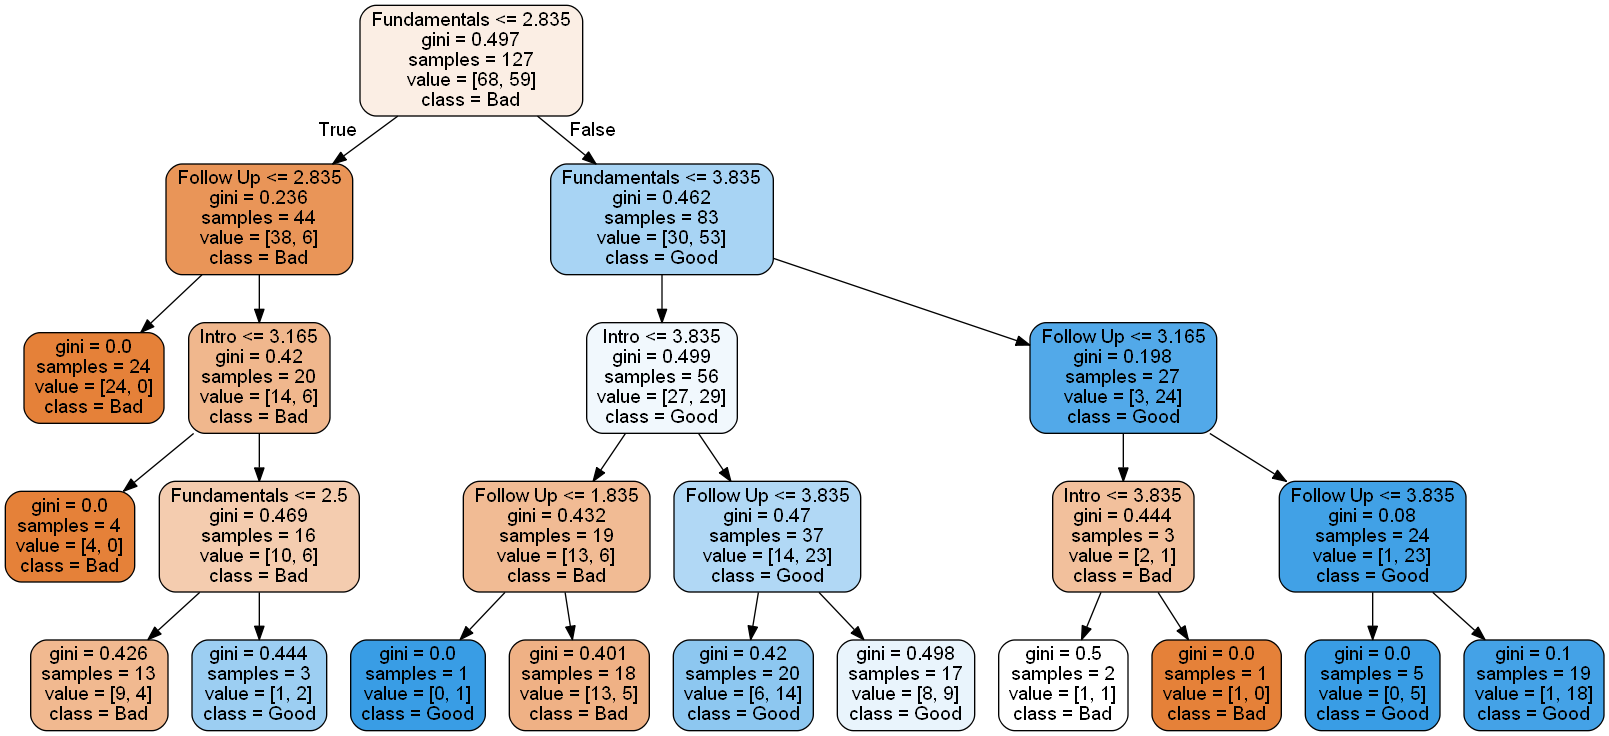 Fundamentals <= 2.835
gini = 0.497
samples = 127
value = [68, 59]
class = Bad
True
False
Follow Up <= 2.835
gini = 0.236
samples = 44
value = [38, 6]
class = Bad
Fundamentals <= 3.835
gini = 0.462
samples = 83
value = [30, 53]
class = Good
gini = 0.0
samples = 24
value = [24, 0]
class = Bad
Intro <= 3.165
gini = 0.42
samples = 20
value = [14, 6]
class = Bad
Intro <= 3.835
gini = 0.499
samples = 56
value = [27, 29]
class = Good
Follow Up <= 3.165
gini = 0.198
samples = 27
value = [3, 24]
class = Good
gini = 0.0
samples = 4
value = [4, 0]
class = Bad
Fundamentals <= 2.5
gini = 0.469
samples = 16
value = [10, 6]
class = Bad
Follow Up <= 1.835
gini = 0.432
samples = 19
value = [13, 6]
class = Bad
Follow Up <= 3.835
gini = 0.47
samples = 37
value = [14, 23]
class = Good
Intro <= 3.835
gini = 0.444
samples = 3
value = [2, 1]
class = Bad
Follow Up <= 3.835
gini = 0.08
samples = 24
value = [1, 23]
class = Good
gini = 0.426
samples = 13
value = [9, 4]
class = Bad
gini = 0.444
samples = 3
value = [1, 2]
class = Good
gini = 0.0
samples = 1
value = [0, 1]
class = Good
gini = 0.401
samples = 18
value = [13, 5]
class = Bad
gini = 0.42
samples = 20
value = [6, 14]
class = Good
gini = 0.498
samples = 17
value = [8, 9]
class = Good
gini = 0.5
samples = 2
value = [1, 1]
class = Bad
gini = 0.0
samples = 1
value = [1, 0]
class = Bad
gini = 0.0
samples = 5
value = [0, 5]
class = Good
gini = 0.1
samples = 19
value = [1, 18]
class = Good